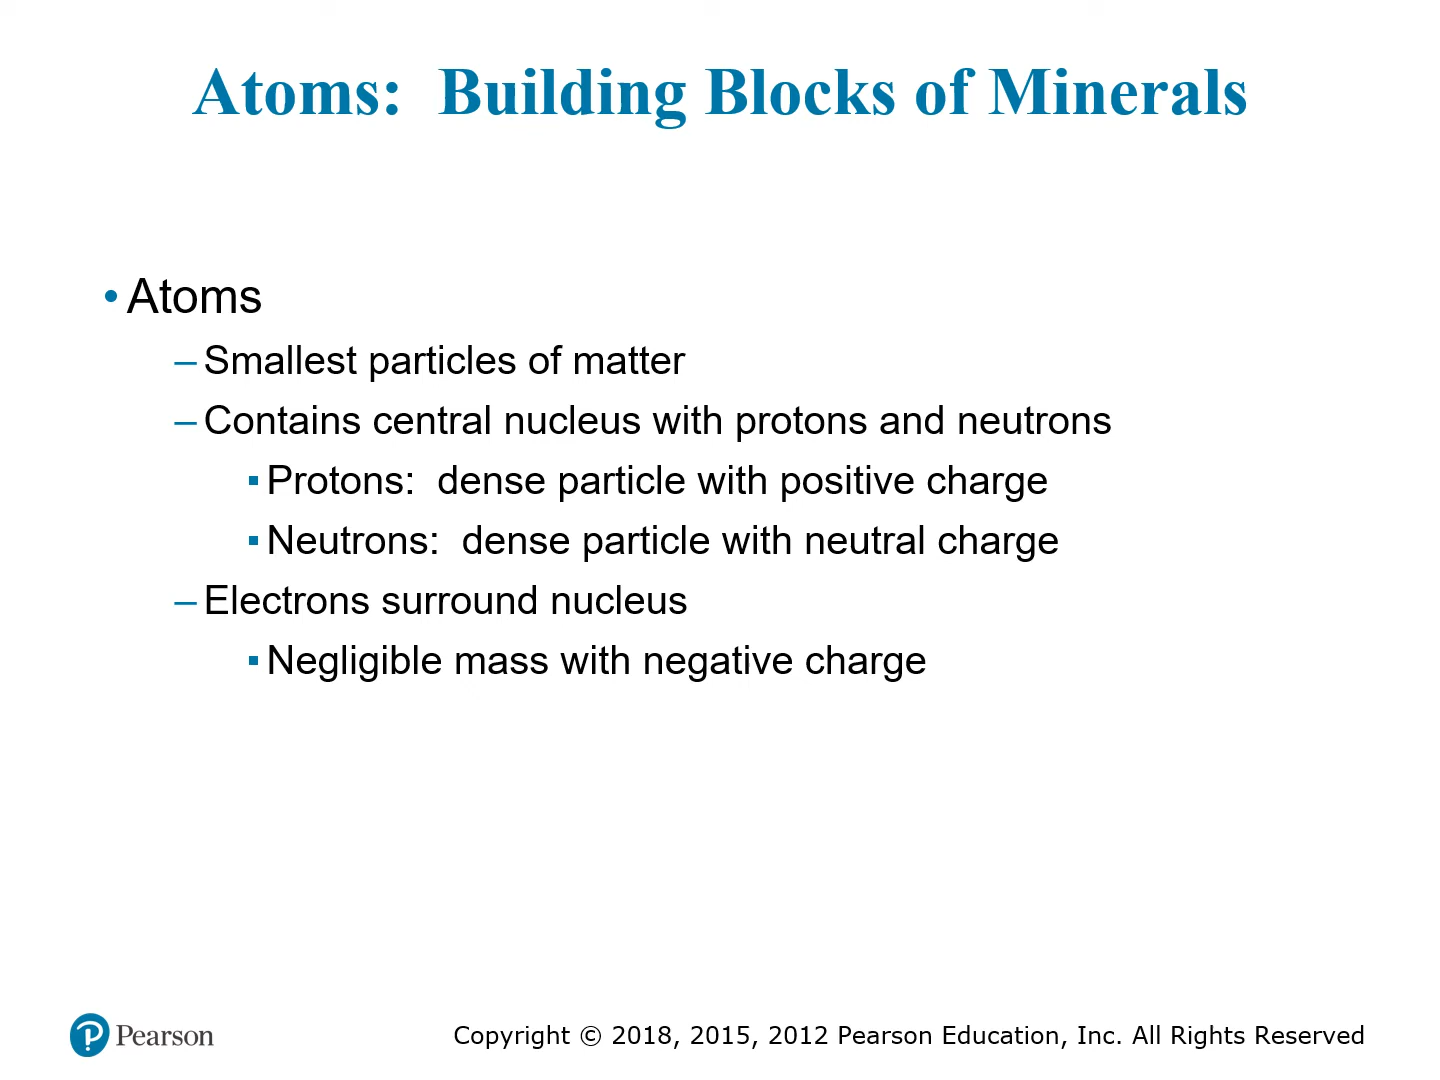 Atoms:  Building Blocks of Minerals
• Atoms
– Smallest particles of matter
– Contains central nucleus with protons and neutrons
▪ Protons:  dense particle with positive charge
▪ Neutrons:  dense particle with neutral charge
– Electrons surround nucleus
▪ Negligible mass with negative charge
Pearson
Copyright © 2018, 2015, 2012 Pearson Education, Inc. All Rights Reserved